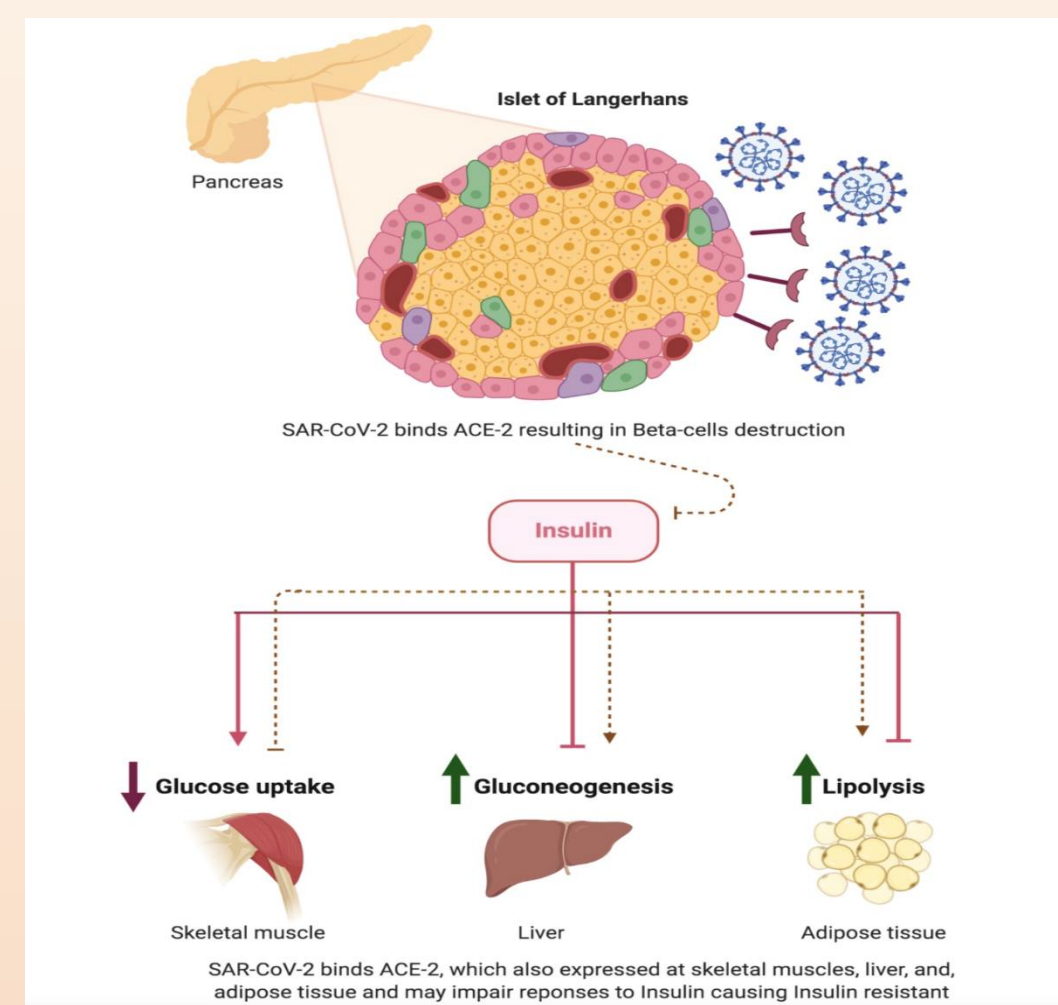 Islet of Langerhans
Pancreas
SAR-CoV-2 binds ACE-2 resulting in Beta-cells destruction
Insulin
Glucose uptake
Gluconeogenesis
Lipolysis
Skeletal muscle
Liver
Adipose tissue
SAR-CoV-2 binds ACE-2, which also expressed at skeletal muscles, liver, and,
adipose tissue and may impair reponses to Insulin causing Insulin resistant